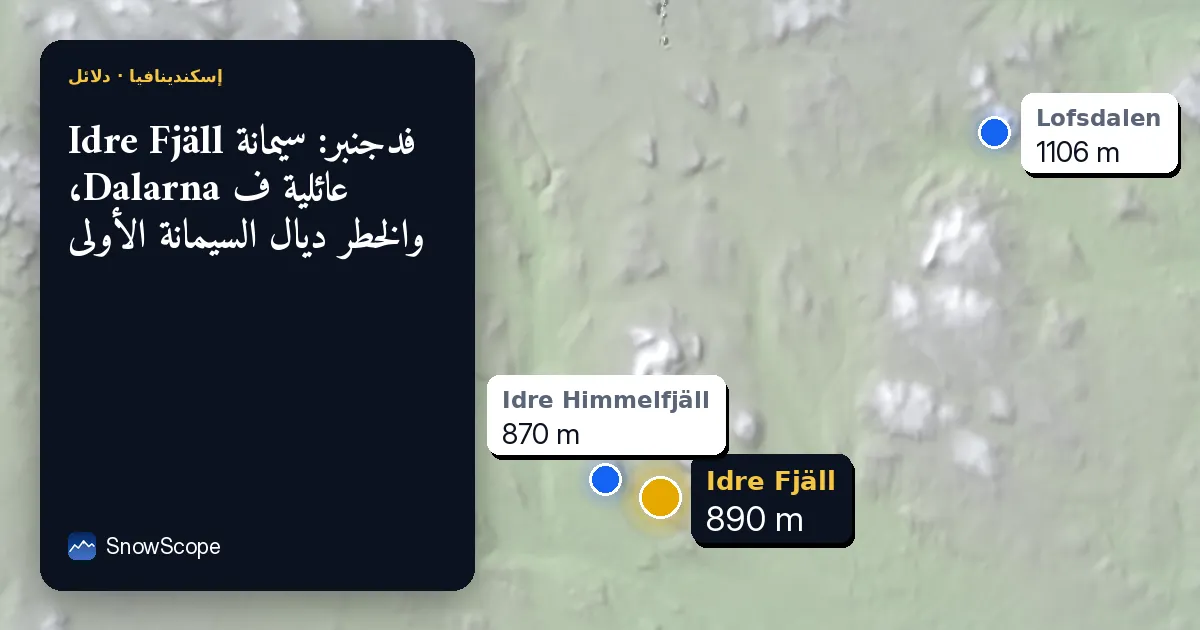 إسكندينافيا · دلائل
Idre Fjäll فدجنبر: سيمانة
عائلية ف Dalarna،
والخطر ديال السيمانة الأولى
SnowScope
Lofsdalen
1106 m
Idre Himmelfjäll
870 m
Idre Fjäll
890 m